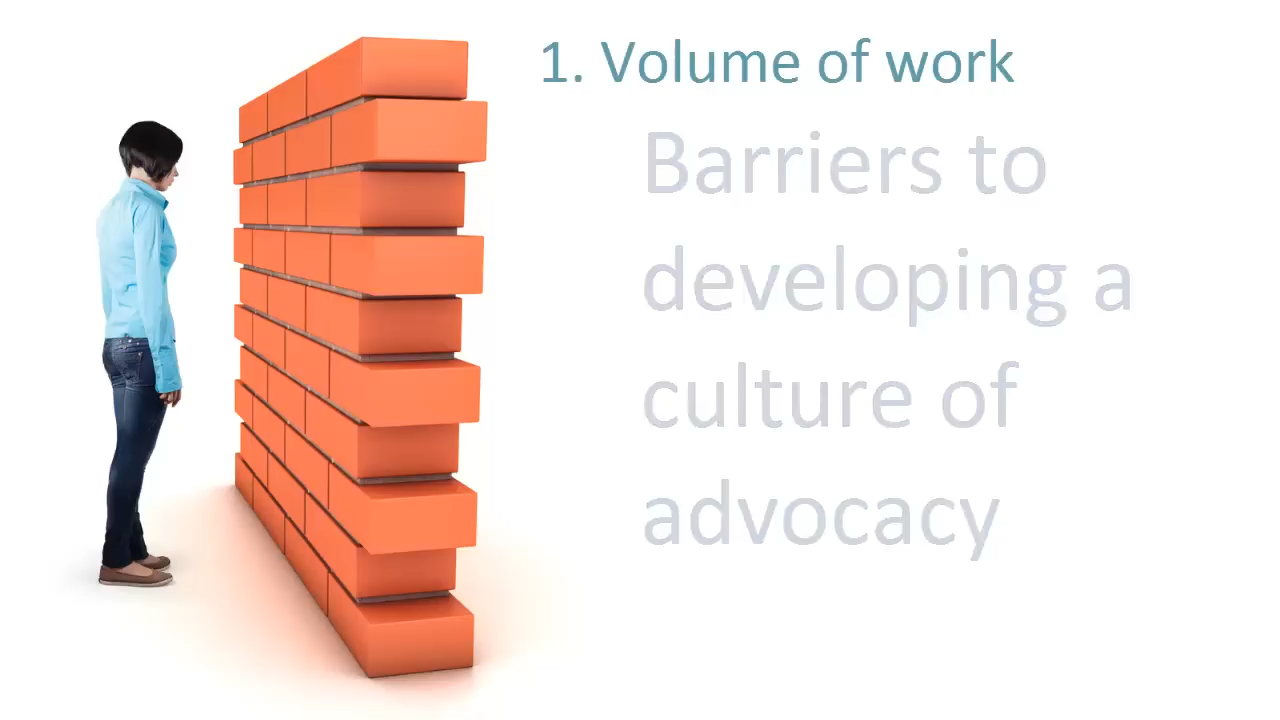 1. Volume of work
Barriers to
developing a
culture of
advocacy